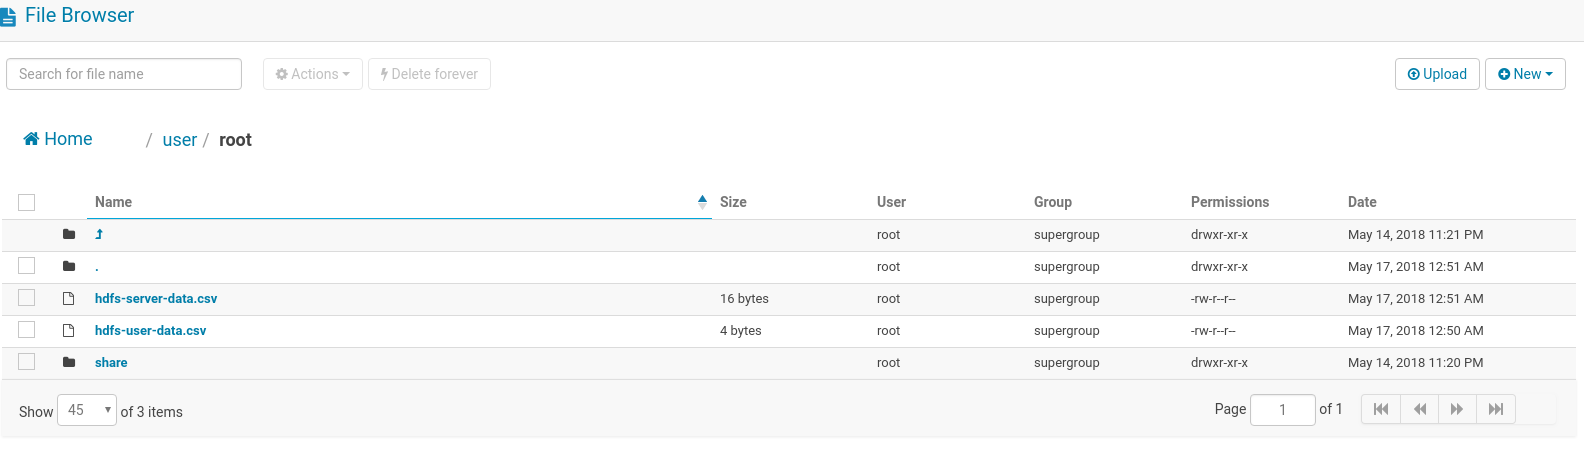 File Browser
Search for file name Actions Delete forever Upload New
Home / user / root
Name Size User Group Permissions Date
root supergroup drwxr-xr-x May 14, 2018 11:21 PM
. root supergroup drwxr-xr-x May 17, 2018 12:51 AM
hdfs-server-data.csv 16 bytes root supergroup -rw-r--r-- May 17, 2018 12:51 AM
hdfs-user-data.csv 4 bytes root supergroup -rw-r--r-- May 17, 2018 12:50 AM
share root supergroup drwxr-xr-x May 14, 2018 11:20 PM
Show 45 of 3 items Page 1 of 1